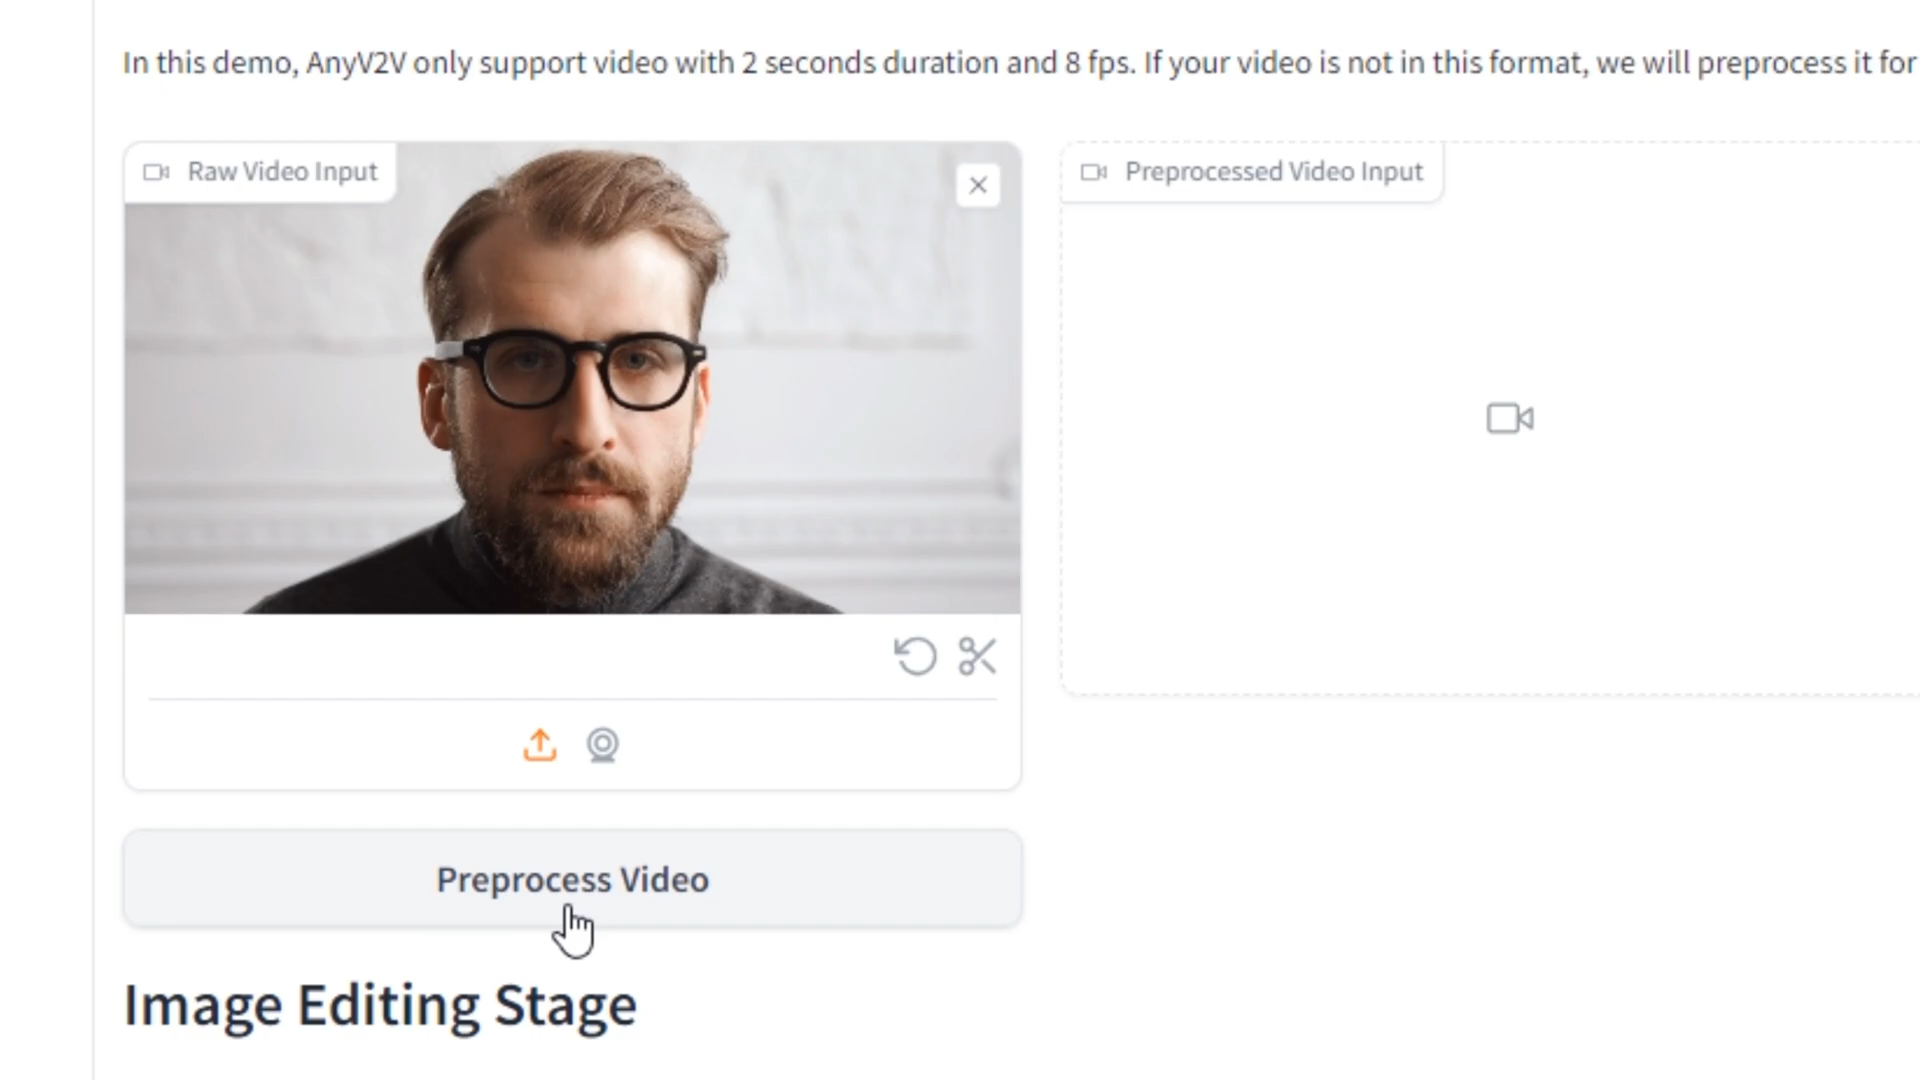 In this demo, AnyV2V only support video with 2 seconds duration and 8 fps. If your video is not in this format, we will preprocess it for
Raw Video Input
Preprocessed Video Input
Preprocess Video
Image Editing Stage